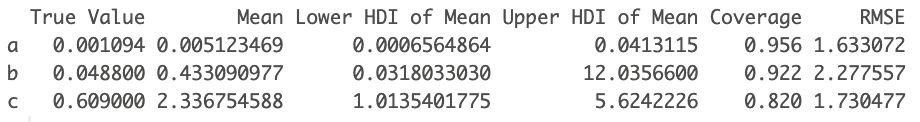 True Value Mean Lower HDI of Mean Upper HDI of Mean Coverage RMSE
a 0.001094 0.005123469 0.0006564864 0.0413115 0.956 1.633072
b 0.048800 0.433090977 0.0318033030 12.0356600 0.922 2.277557
c 0.609000 2.336754588 1.0135401775 5.6242226 0.820 1.730477